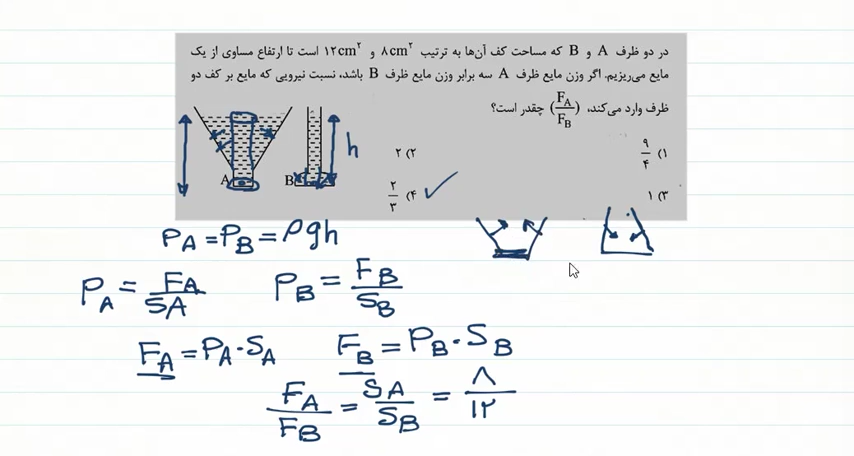 در دو ظرف A و B که مساحت کف آن‌ها به ترتیب ۸cm² و ۱۲cm² است تا ارتفاع مساوی از یک
مایع می‌ریزیم. اگر وزن مایع ظرف A سه برابر وزن مایع ظرف B باشد، نسبت نیرویی که مایع بر کف دو
ظرف وارد می‌کند، (F_A/F_B) چقدر است؟
۱) ۹/۴
۲) ۲
۳) ۱
۴) ۲/۳ ✓
A
B
h
P_A = P_B = ρgh
P_A = F_A/S_A
P_B = F_B/S_B
F_A = P_A · S_A
F_B = P_B · S_B
F_A/F_B = S_A/S_B = ۸/۱۲